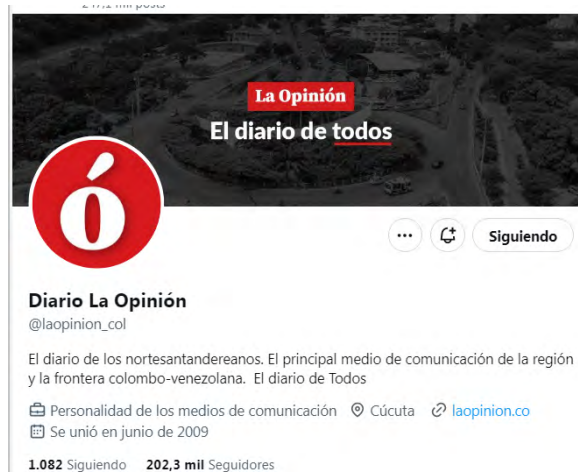 La Opinión
El diario de todos
ó
Siguiendo
Diario La Opinión
@laopinion_col
El diario de los nortesantandereanos. El principal medio de comunicación de la región
y la frontera colombo-venezolana. El diario de Todos
Personalidad de los medios de comunicación Cúcuta laopinion.co
Se unió en junio de 2009
1.082 Siguiendo 202,3 mil Seguidores